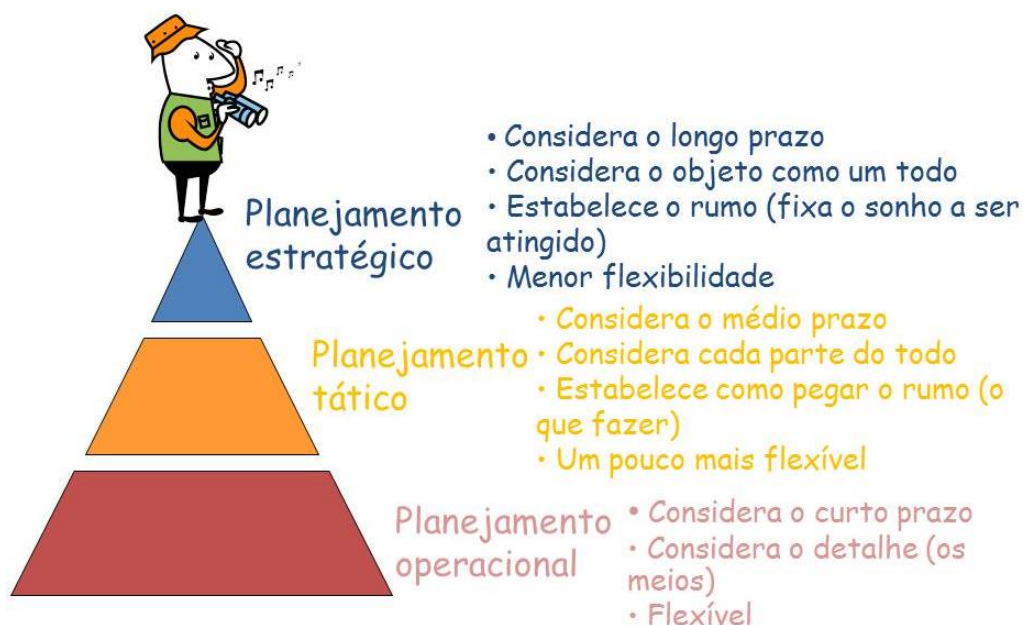 Planejamento
estratégico
• Considera o longo prazo
• Considera o objeto como um todo
• Estabelece o rumo (fixa o sonho a ser
atingido)
• Menor flexibilidade
Planejamento
tático
• Considera o médio prazo
• Considera cada parte do todo
• Estabelece como pegar o rumo (o
que fazer)
• Um pouco mais flexível
Planejamento
operacional
• Considera o curto prazo
• Considera o detalhe (os
meios)
• Flexível